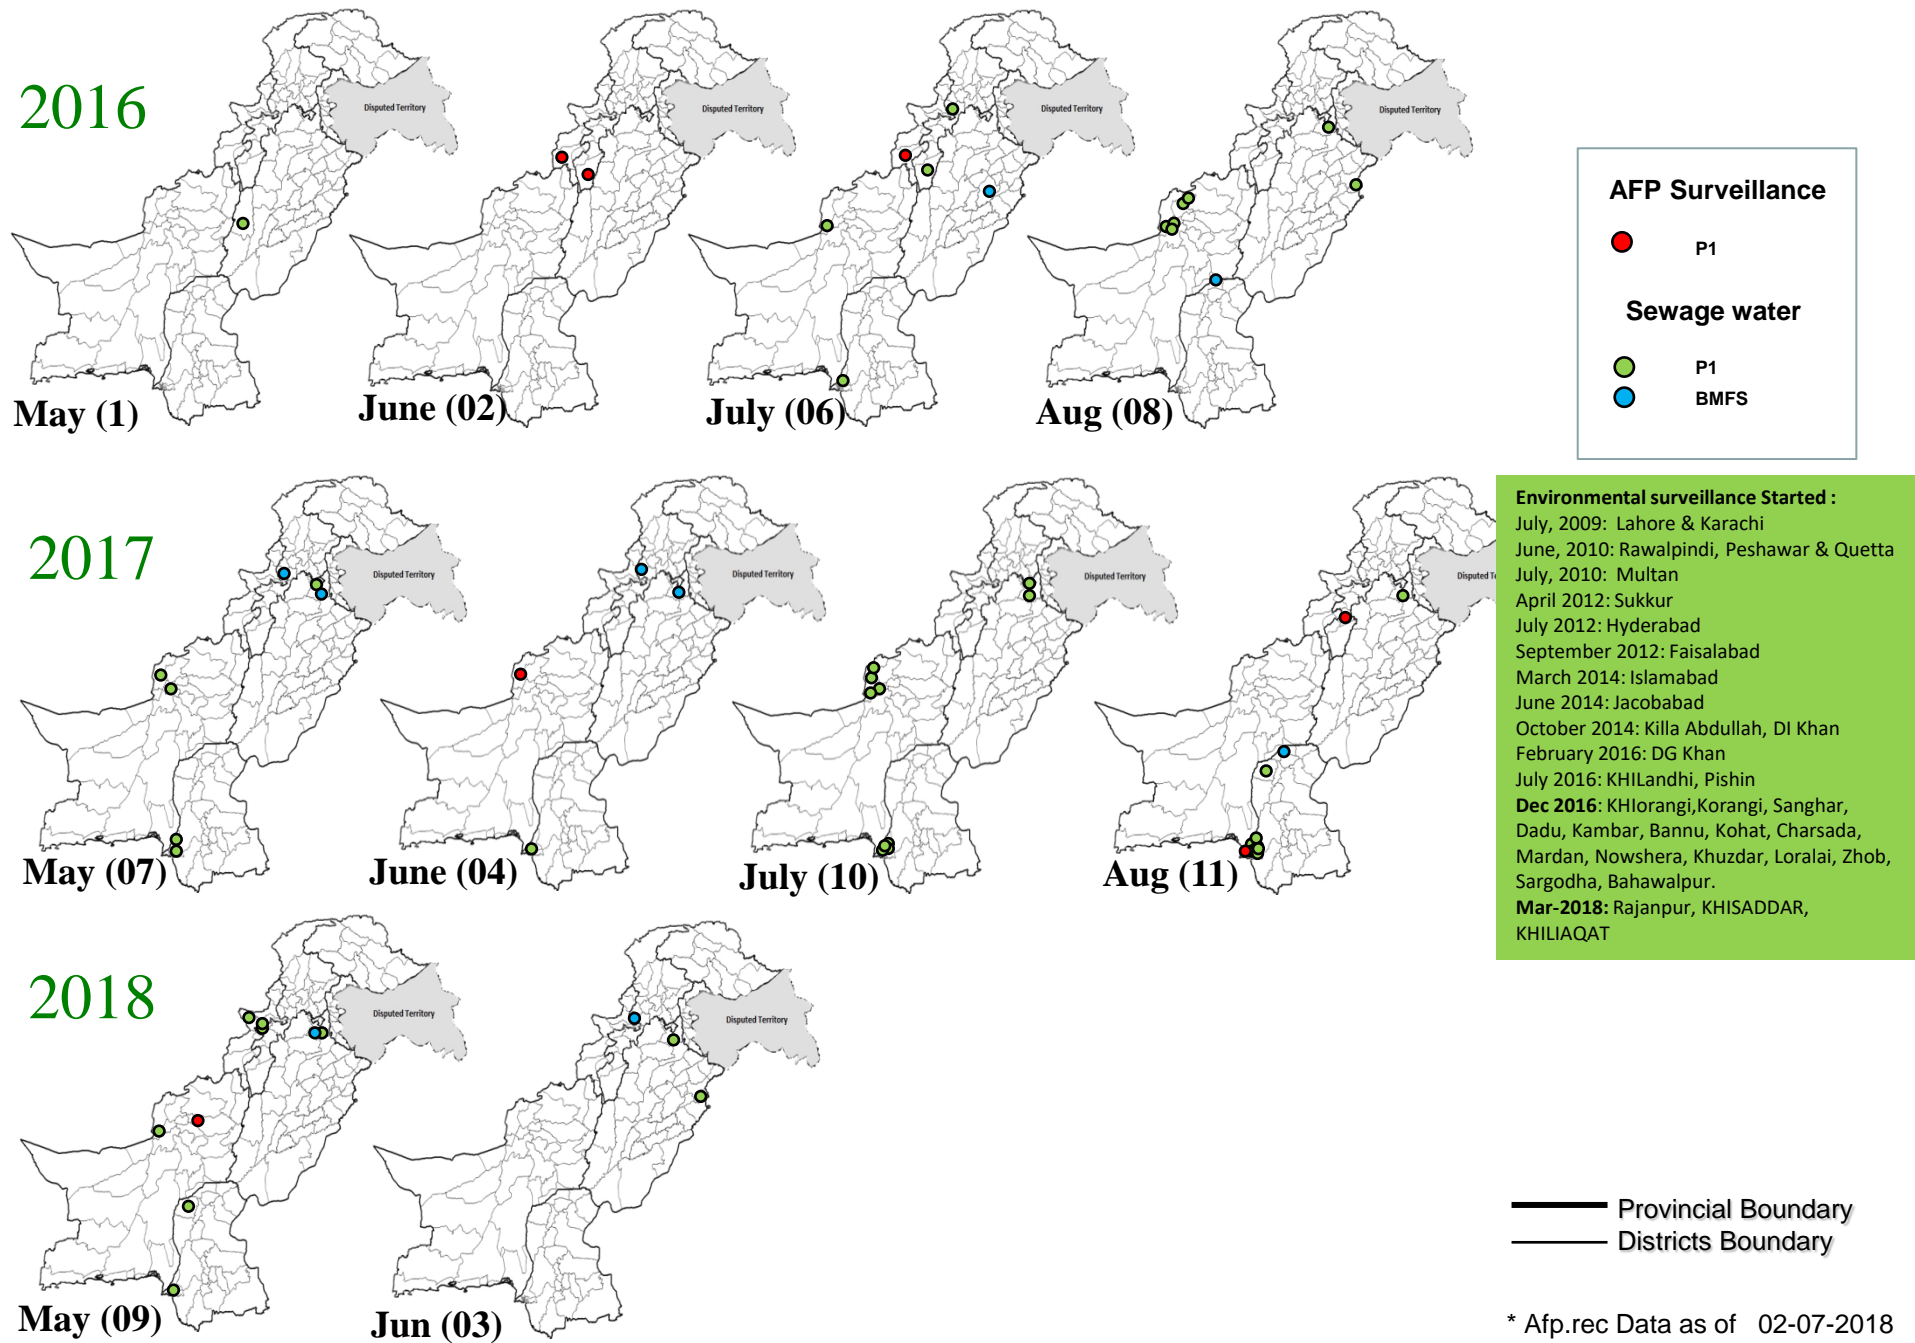 2016
Disputed Territory
Disputed Territory
Disputed Territory
Disputed Territory
May (1)
June (02)
July (06)
Aug (08)
AFP Surveillance
P1
Sewage water
P1
BMFS
2017
Disputed Territory
Disputed Territory
Disputed Territory
Disputed Te
May (07)
June (04)
July (10)
Aug (11)
Environmental surveillance Started :
July, 2009: Lahore & Karachi
June, 2010: Rawalpindi, Peshawar & Quetta
July, 2010: Multan
April 2012: Sukkur
July 2012: Hyderabad
September 2012: Faisalabad
March 2014: Islamabad
June 2014: Jacobabad
October 2014: Killa Abdullah, DI Khan
February 2016: DG Khan
July 2016: KHILandhi, Pishin
Dec 2016: KHIorangi,Korangi, Sanghar,
Dadu, Kambar, Bannu, Kohat, Charsada,
Mardan, Nowshera, Khuzdar, Loralai, Zhob,
Sargodha, Bahawalpur.
Mar-2018: Rajanpur, KHISADDAR,
KHILIAQAT
2018
Disputed Territory
Disputed Territory
May (09)
Jun (03)
Provincial Boundary
Districts Boundary
* Afp.rec Data as of 02-07-2018